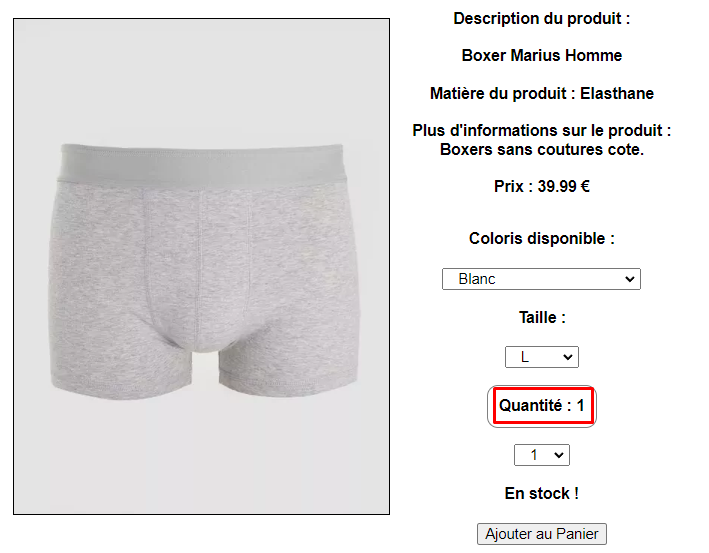 Description du produit :
Boxer Marius Homme
Matière du produit : Elasthane
Plus d'informations sur le produit :
Boxers sans coutures cote.
Prix : 39.99 €
Coloris disponible :
Blanc
Taille :
L
Quantité : 1
1
En stock !
Ajouter au Panier